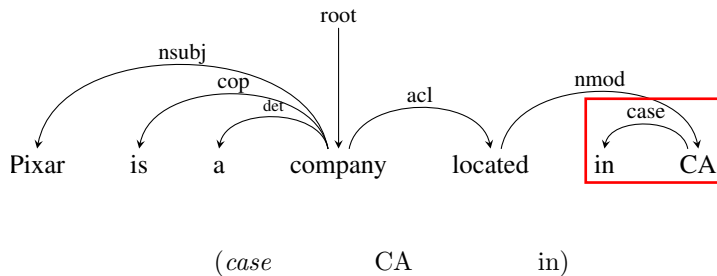 root
nsubj
cop
det
acl
nmod
case
Pixar is a company located in CA
(case CA in)